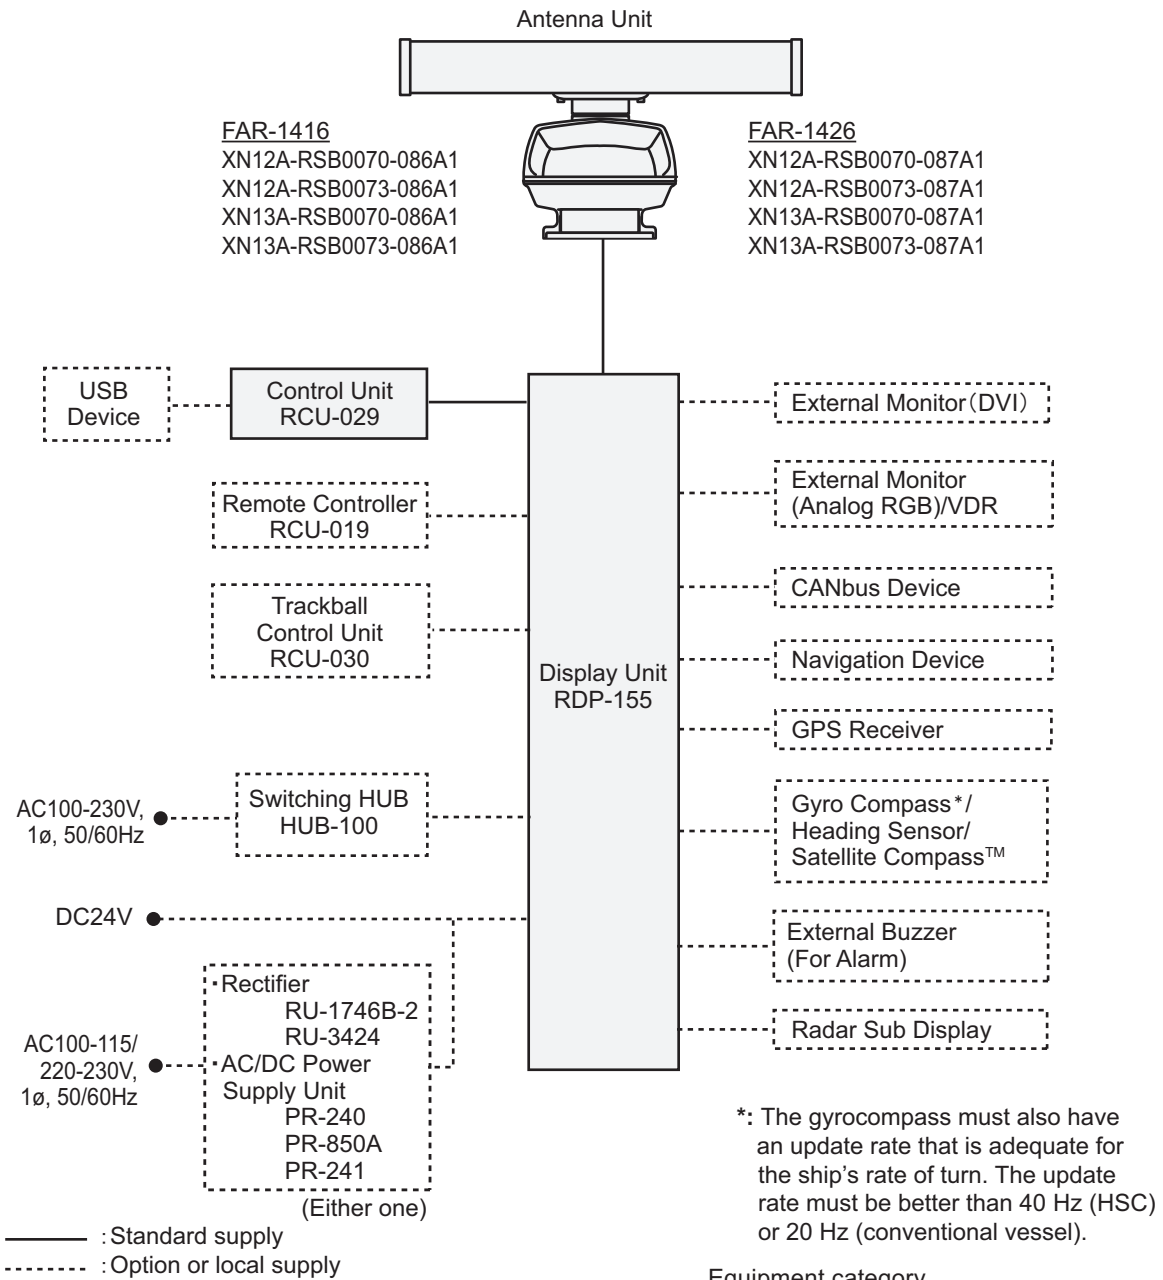 Antenna Unit
FAR-1416
XN12A-RSB0070-086A1
XN12A-RSB0073-086A1
XN13A-RSB0070-086A1
XN13A-RSB0073-086A1
FAR-1426
XN12A-RSB0070-087A1
XN12A-RSB0073-087A1
XN13A-RSB0070-087A1
XN13A-RSB0073-087A1
USB
Device
Control Unit
RCU-029
Remote Controller
RCU-019
Trackball
Control Unit
RCU-030
Display Unit
RDP-155
External Monitor（DVI）
External Monitor
(Analog RGB)/VDR
CANbus Device
Navigation Device
GPS Receiver
Gyro Compass*/
Heading Sensor/
Satellite Compass™
External Buzzer
(For Alarm)
Radar Sub Display
AC100-230V,
1ø, 50/60Hz
Switching HUB
HUB-100
DC24V
AC100-115/
220-230V,
1ø, 50/60Hz
･Rectifier
RU-1746B-2
RU-3424
･AC/DC Power
Supply Unit
PR-240
PR-850A
PR-241
(Either one)
: Standard supply
: Option or local supply
*: The gyrocompass must also have
an update rate that is adequate for
the ship's rate of turn. The update
rate must be better than 40 Hz (HSC)
or 20 Hz (conventional vessel).
Equipment category